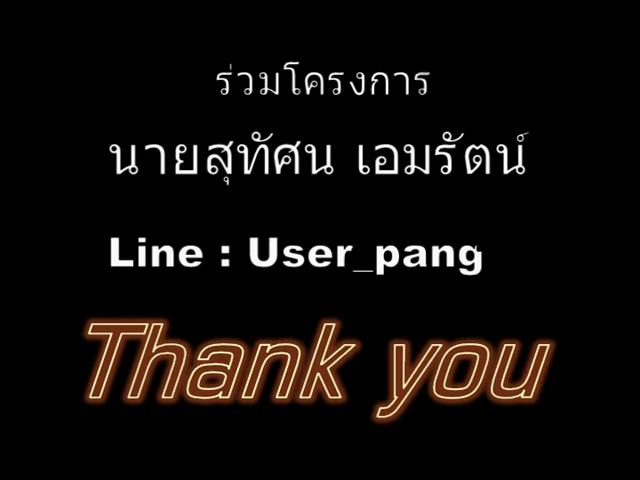 ร่วมโครงการ
นายสุทัศน เอมรัตน์
Line : User_pang
Thank you